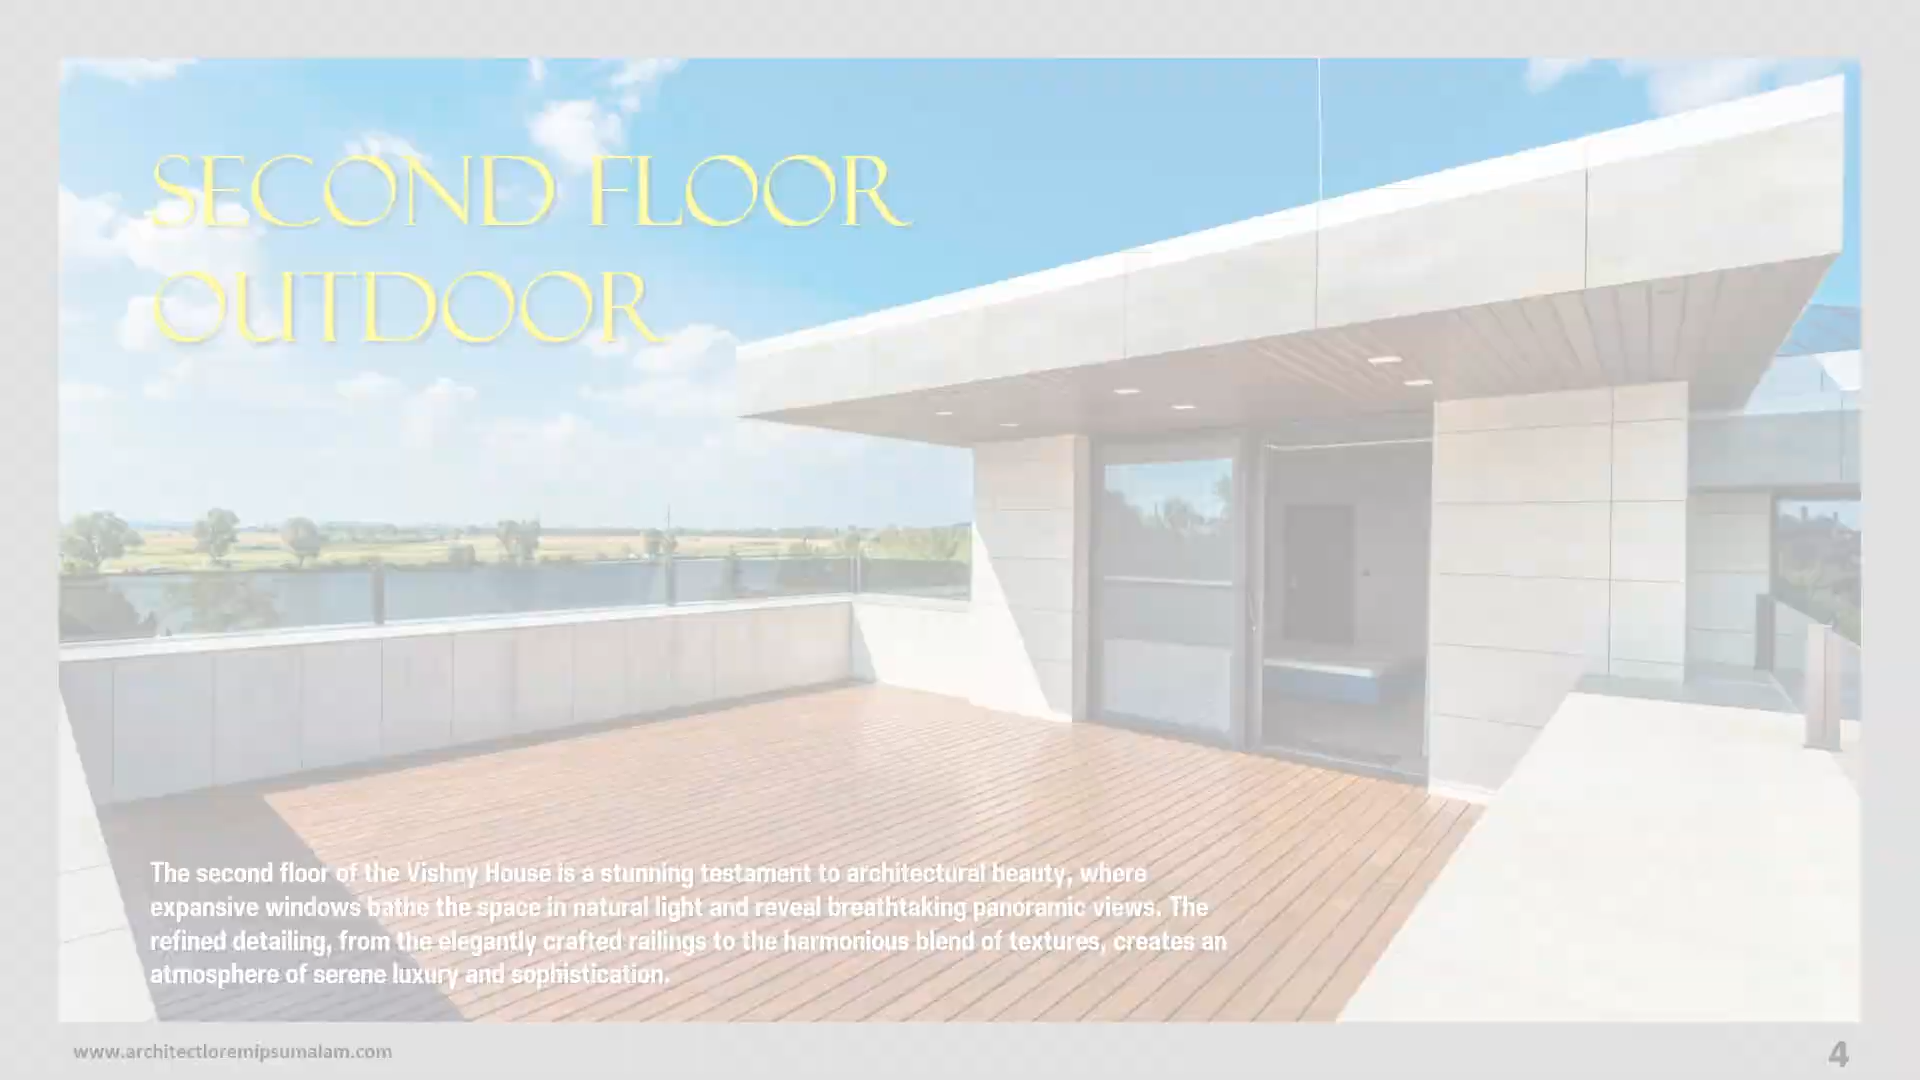 SECOND FLOOR
OUTDOOR
The second floor of the Vishny House is a stunning testament to architectural beauty, where
expansive windows bathe the space in natural light and reveal breathtaking panoramic views. The
refined detailing, from the elegantly crafted railings to the harmonious blend of textures, creates an
atmosphere of serene luxury and sophistication.
www.architectloremipsumalam.com
4